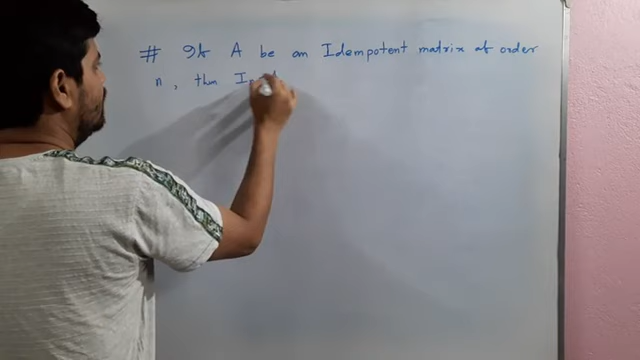 # If A be an Idempotent matrix of order
n, then I